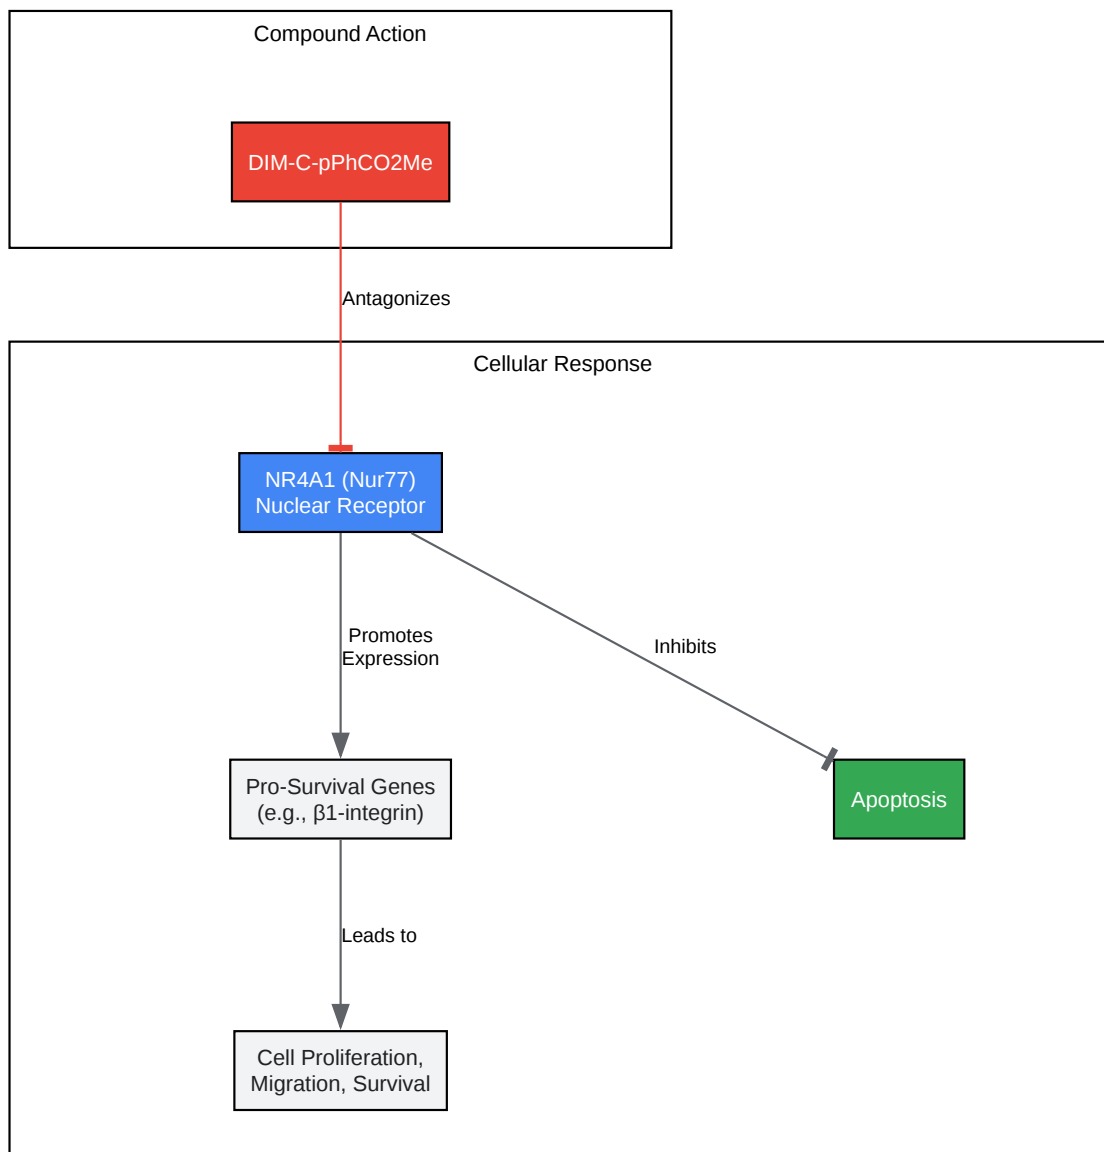 Compound Action
DIM-C-pPhCO2Me
Antagonizes
Cellular Response
NR4A1 (Nur77)
Nuclear Receptor
Promotes
Expression
Inhibits
Pro-Survival Genes
(e.g., β1-integrin)
Apoptosis
Leads to
Cell Proliferation,
Migration, Survival